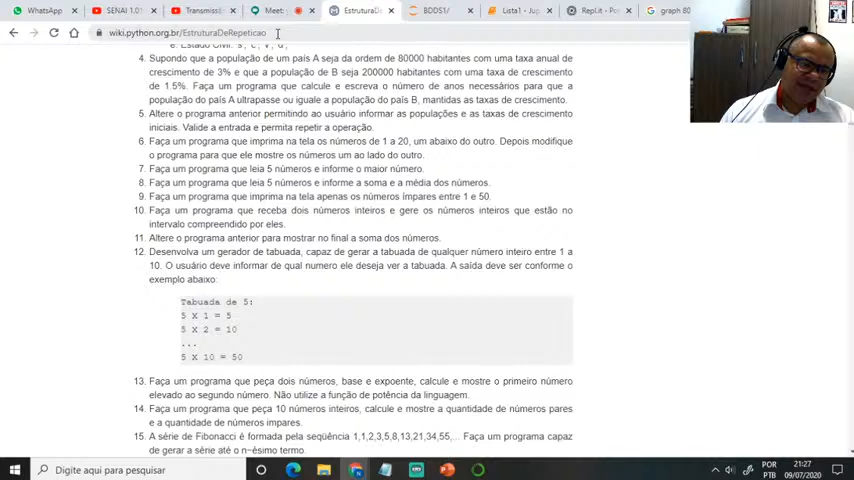 WhatsApp
SENAI 1.01
Transmissã
Meet:
EstruturaDe
BDDS1/
Lista1 - Jup
Repl.it - Pro
graph 80
wiki.python.org.br/EstruturaDeRepeticao
e. Estado Civil: 's', 'c', 'v', 'd';
4. Supondo que a população de um país A seja da ordem de 80000 habitantes com uma taxa anual de
crescimento de 3% e que a população de B seja 200000 habitantes com uma taxa de crescimento
de 1.5%. Faça um programa que calcule e escreva o número de anos necessários para que a
população do país A ultrapasse ou iguale a população do país B, mantidas as taxas de crescimento.
5. Altere o programa anterior permitindo ao usuário informar as populações e as taxas de crescimento
iniciais. Valide a entrada e permita repetir a operação.
6. Faça um programa que imprima na tela os números de 1 a 20, um abaixo do outro. Depois modifique
o programa para que ele mostre os números um ao lado do outro.
7. Faça um programa que leia 5 números e informe o maior número.
8. Faça um programa que leia 5 números e informe a soma e a média dos números.
9. Faça um programa que imprima na tela apenas os números ímpares entre 1 e 50.
10. Faça um programa que receba dois números inteiros e gere os números inteiros que estão no
intervalo compreendido por eles.
11. Altere o programa anterior para mostrar no final a soma dos números.
12. Desenvolva um gerador de tabuada, capaz de gerar a tabuada de qualquer número inteiro entre 1 a
10. O usuário deve informar de qual numero ele deseja ver a tabuada. A saída deve ser conforme o
exemplo abaixo:
Tabuada de 5:
5 X 1 = 5
5 X 2 = 10
...
5 X 10 = 50
13. Faça um programa que peça dois números, base e expoente, calcule e mostre o primeiro número
elevado ao segundo número. Não utilize a função de potência da linguagem.
14. Faça um programa que peça 10 números inteiros, calcule e mostre a quantidade de números pares
e a quantidade de números impares.
15. A série de Fibonacci é formada pela seqüência 1,1,2,3,5,8,13,21,34,55,... Faça um programa capaz
de gerar a série até o n-ésimo termo.
Digite aqui para pesquisar
POR
PTB
21:27
09/07/2020